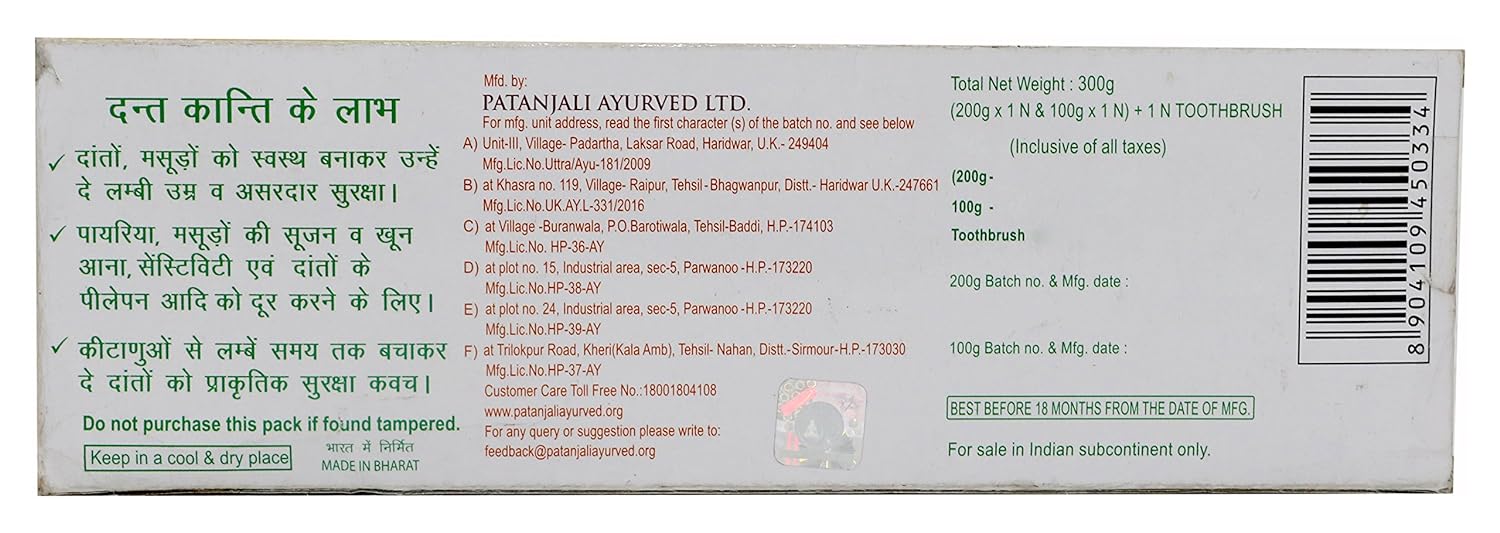 दन्त कान्ति के लाभ
✓ दांतों, मसूड़ों को स्वस्थ बनाकर उन्हें
दे लम्बी उम्र व असरदार सुरक्षा।
✓ पायरिया, मसूड़ों की सूजन व खून
आना, सेंस्टिविटी एवं दांतों के
पीलेपन आदि को दूर करने के लिए।
✓ कीटाणुओं से लम्बें समय तक बचाकर
दे दांतों को प्राकृतिक सुरक्षा कवच।
Do not purchase this pack if found tampered.
Keep in a cool & dry place
भारत में निर्मित
MADE IN BHARAT
Mfd. by:
PATANJALI AYURVED LTD.
For mfg. unit address, read the first character (s) of the batch no. and see below
A) Unit-III, Village- Padartha, Laksar Road, Haridwar, U.K.- 249404
Mfg.Lic.No.Uttra/Ayu-181/2009
B) at Khasra no. 119, Village- Raipur, Tehsil-Bhagwanpur, Distt.- Haridwar U.K.-247661
Mfg.Lic.No.UK.AY.L-331/2016
C) at Village -Buranwala, P.O.Barotiwala, Tehsil-Baddi, H.P.-174103
Mfg.Lic.No. HP-36-AY
D) at plot no. 15, Industrial area, sec-5, Parwanoo -H.P.-173220
Mfg.Lic.No.HP-38-AY
E) at plot no. 24, Industrial area, sec-5, Parwanoo -H.P.-173220
Mfg.Lic.No.HP-39-AY
F) at Trilokpur Road, Kheri(Kala Amb), Tehsil- Nahan, Distt.-Sirmour-H.P.-173030
Mfg.Lic.No.HP-37-AY
Customer Care Toll Free No.:18001804108
www.patanjaliayurved.org
For any query or suggestion please write to:
feedback@patanjaliayurved.org
Total Net Weight : 300g
(200g x 1 N & 100g x 1 N) + 1 N TOOTHBRUSH
(Inclusive of all taxes)
(200g-
100g -
Toothbrush
200g Batch no. & Mfg. date :
100g Batch no. & Mfg. date :
BEST BEFORE 18 MONTHS FROM THE DATE OF MFG.
For sale in Indian subcontinent only.
8 904109 450334